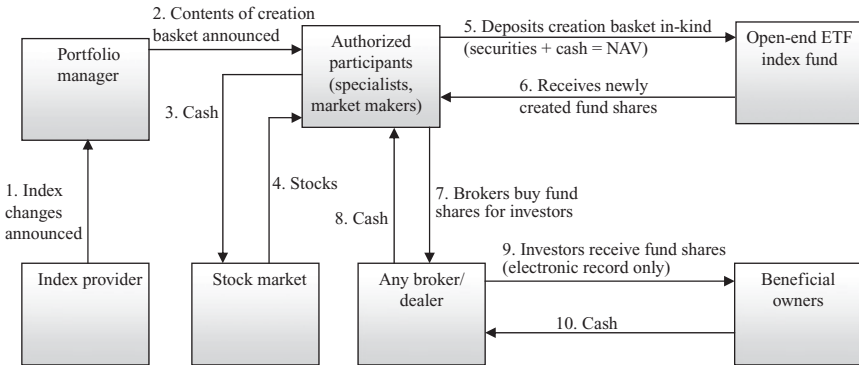 2. Contents of creation
basket announced
Portfolio
manager
Authorized
participants
(specialists,
market makers)
5. Deposits creation basket in-kind
(securities + cash = NAV)
Open-end ETF
index fund
6. Receives newly
created fund shares
3. Cash
4. Stocks
1. Index
changes
announced
8. Cash
7. Brokers buy fund
shares for investors
9. Investors receive fund shares
(electronic record only)
Index provider
Stock market
Any broker/
dealer
Beneficial
owners
10. Cash